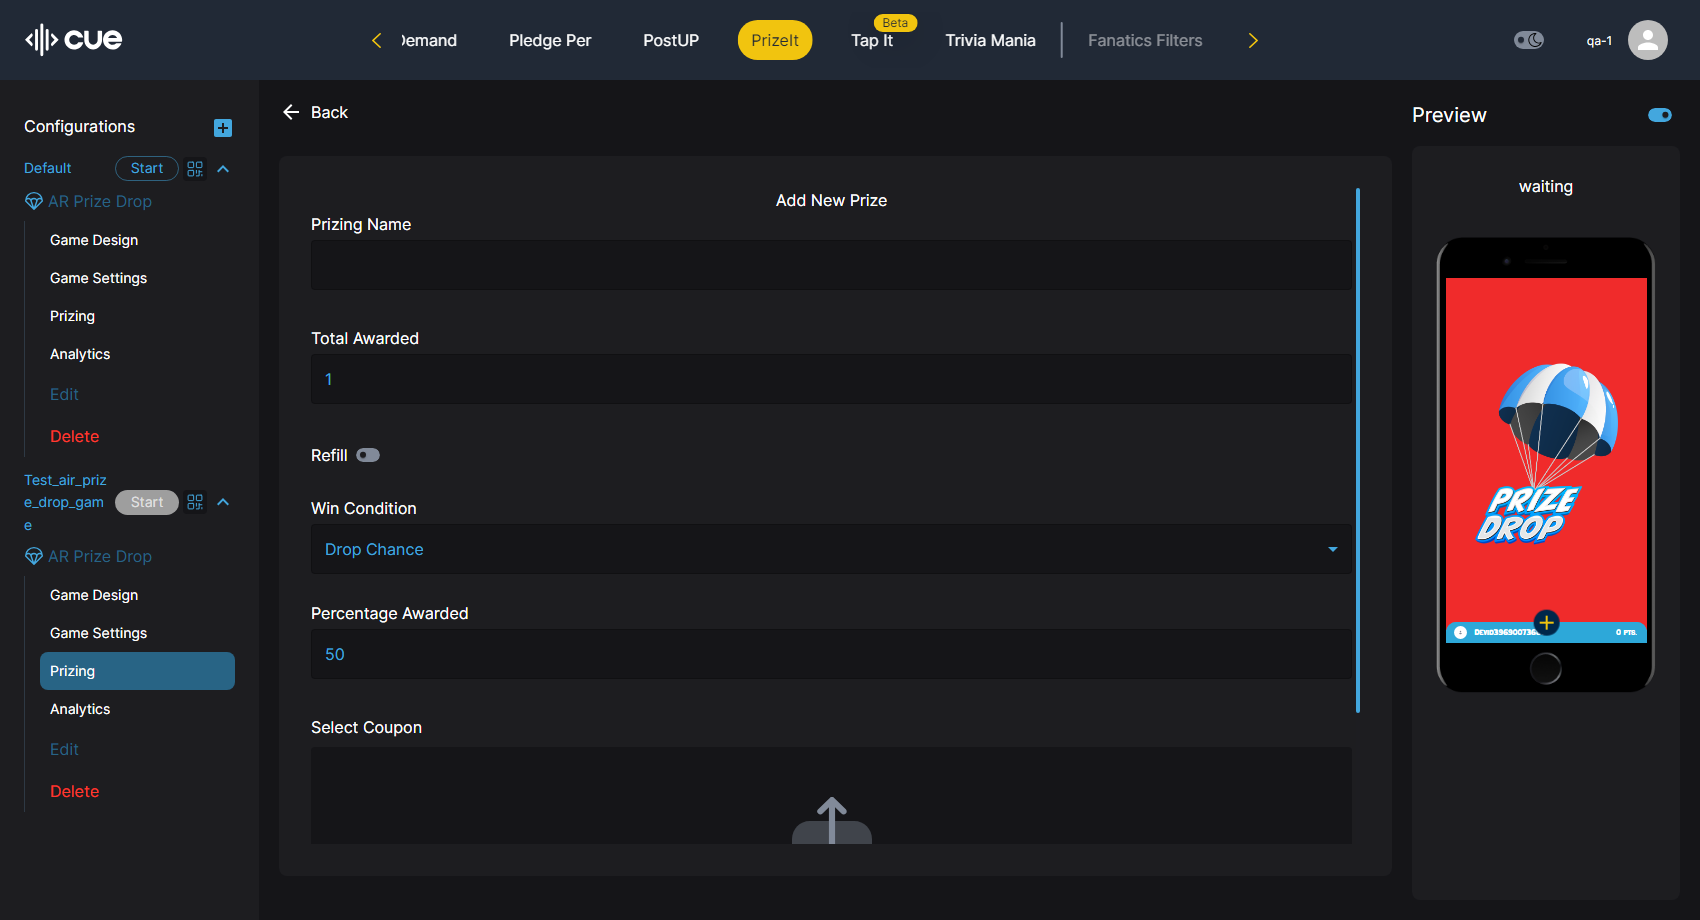 cue
Demand
Pledge Per
PostUP
PrizeIt
Beta
Tap It
Trivia Mania
Fanatics Filters
qa-1
Configurations
Default
Start
AR Prize Drop
Game Design
Game Settings
Prizing
Analytics
Edit
Delete
Test_air_priz
e_drop_gam
e
Start
AR Prize Drop
Game Design
Game Settings
Prizing
Analytics
Edit
Delete
Back
Add New Prize
Prizing Name
Total Awarded
1
Refill
Win Condition
Drop Chance
Percentage Awarded
50
Select Coupon
Preview
waiting
PRIZE
DROP
0 PTS.